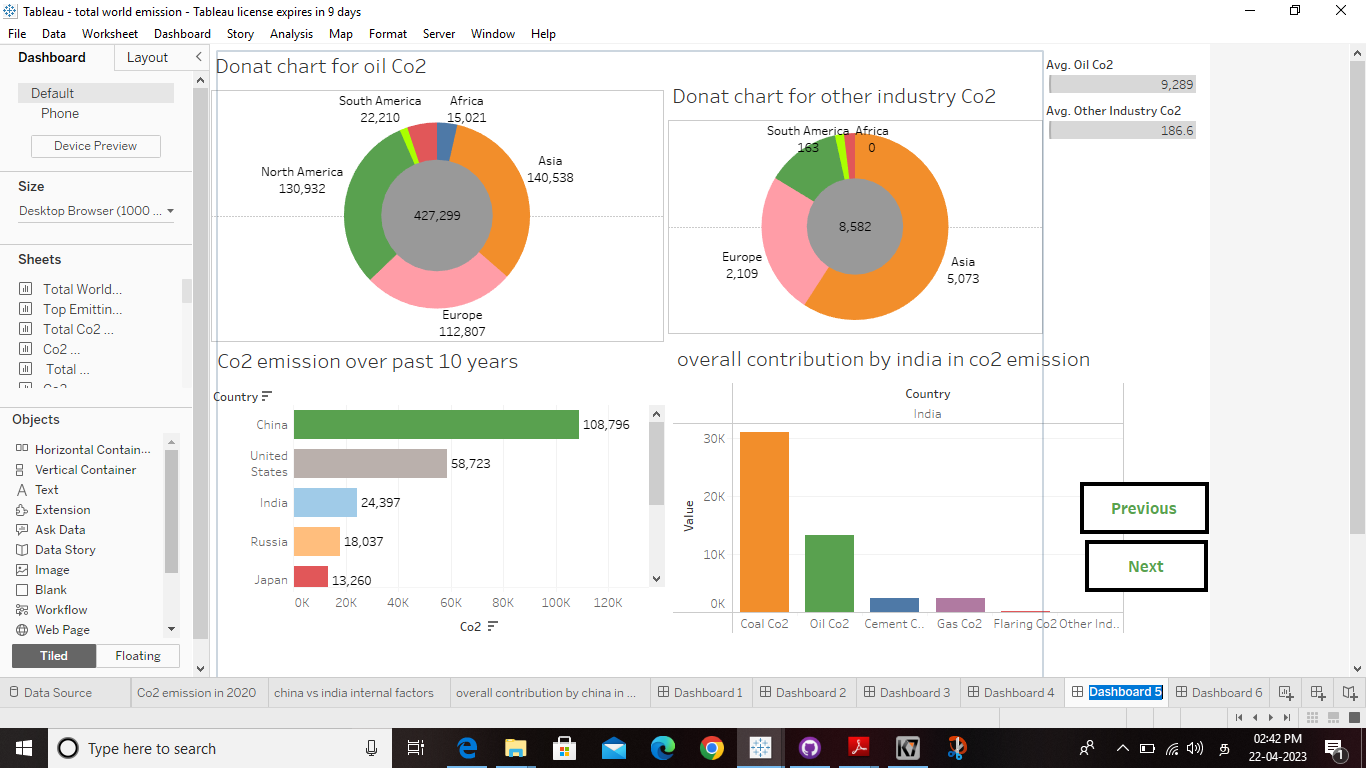 Tableau - total world emission - Tableau license expires in 9 days
File Data Worksheet Dashboard Story Analysis Map Format Server Window Help
Dashboard Layout
Default
Phone
Device Preview
Size
Desktop Browser (1000 ...
Sheets
Total World...
Top Emittin...
Total Co2 ...
Co2 ...
Total ...
Objects
Horizontal Contain...
Vertical Container
Text
Extension
Ask Data
Data Story
Image
Blank
Workflow
Web Page
Tiled Floating
Donat chart for oil Co2
South America
22,210
Africa
15,021
North America
130,932
Asia
140,538
427,299
Europe
112,807
Donat chart for other industry Co2
South America
163
Africa
0
8,582
Europe
2,109
Asia
5,073
Avg. Oil Co2
9,289
Avg. Other Industry Co2
186.6
Co2 emission over past 10 years
Country
China 108,796
United
States 58,723
India 24,397
Russia 18,037
Japan 13,260
0K 20K 40K 60K 80K 100K 120K
Co2
overall contribution by india in co2 emission
Country
India
30K
20K
10K
0K
Value
Coal Co2 Oil Co2 Cement C.. Gas Co2 Flaring Co2 Other Ind..
Previous
Next
Data Source Co2 emission in 2020 china vs india internal factors overall contribution by china in ... Dashboard 1 Dashboard 2 Dashboard 3 Dashboard 4 Dashboard 5 Dashboard 6
Type here to search
02:42 PM
22-04-2023
1